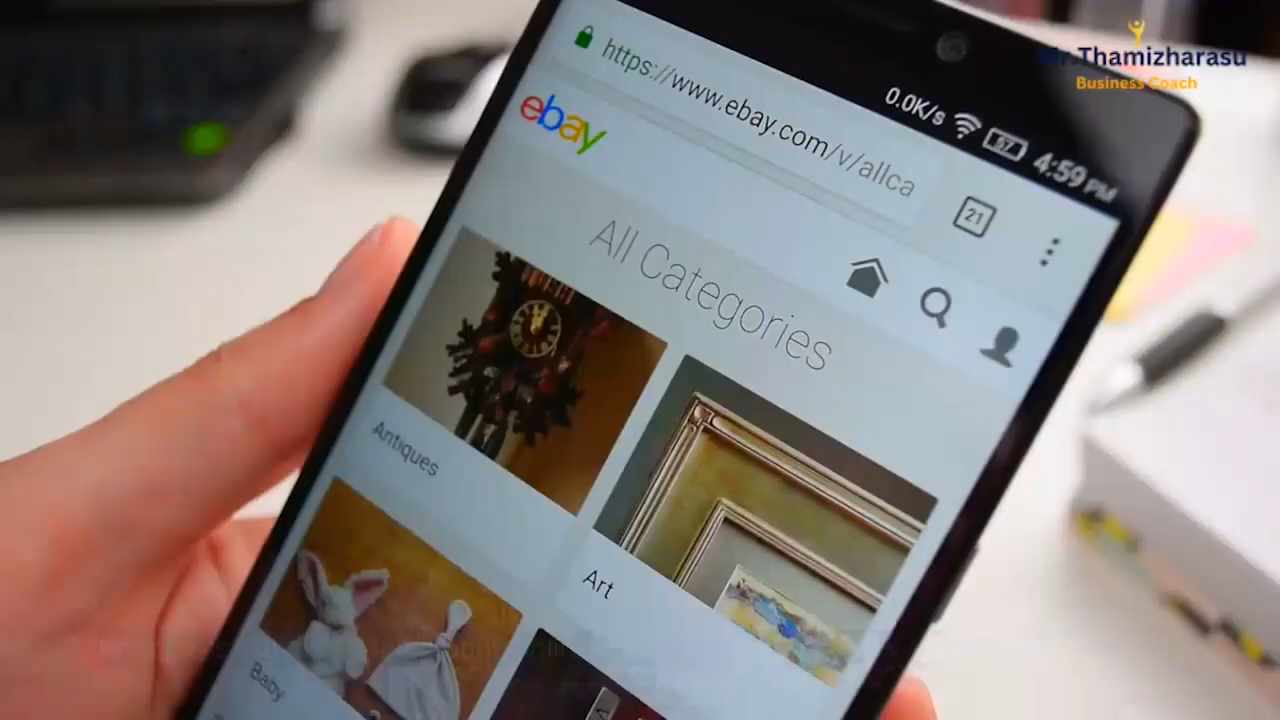 Mr.Thamizharasu
Business Coach
0.0K/s
57
4:59 PM
https://www.ebay.com/v/allca
21
ebay
All Categories
Antiques
Art
Baby